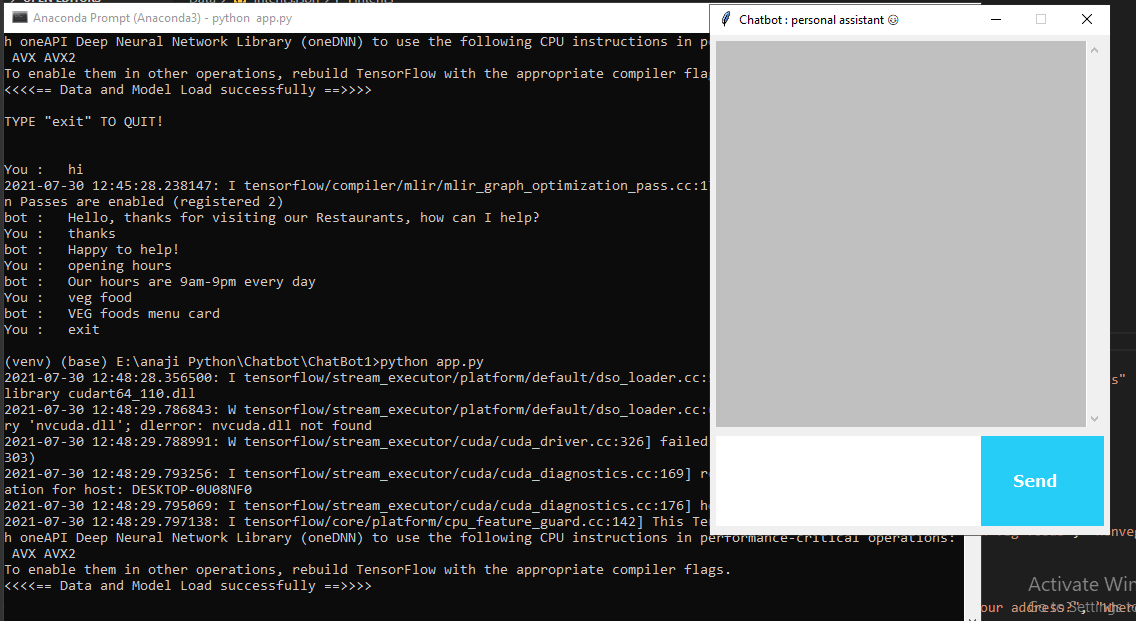 Anaconda Prompt (Anaconda3) - python  app.py
h oneAPI Deep Neural Network Library (oneDNN) to use the following CPU instructions in
 AVX AVX2
To enable them in other operations, rebuild TensorFlow with the appropriate compiler
<<<<== Data and Model Load successfully ==>>>>
TYPE "exit" TO QUIT!
You :   hi
2021-07-30 12:45:28.238147: I tensorflow/compiler/mlir/mlir_graph_optimization_pass.cc:
n Passes are enabled (registered 2)
bot :   Hello, thanks for visiting our Restaurants, how can I help?
You :   thanks
bot :   Happy to help!
You :   opening hours
bot :   Our hours are 9am-9pm every day
You :   veg food
bot :   VEG foods menu card
You :   exit
(venv) (base) E:\anaji Python\Chatbot\ChatBot1>python app.py
2021-07-30 12:48:28.356500: I tensorflow/stream_executor/platform/default/dso_loader.cc:
library cudart64_110.dll
2021-07-30 12:48:29.786843: W tensorflow/stream_executor/platform/default/dso_loader.cc:
ry 'nvcuda.dll'; dlerror: nvcuda.dll not found
2021-07-30 12:48:29.788991: W tensorflow/stream_executor/cuda/cuda_driver.cc:326] failed
303)
2021-07-30 12:48:29.793256: I tensorflow/stream_executor/cuda/cuda_diagnostics.cc:169]
ation for host: DESKTOP-0U08NF0
2021-07-30 12:48:29.795069: I tensorflow/stream_executor/cuda/cuda_diagnostics.cc:176]
2021-07-30 12:48:29.797138: I tensorflow/core/platform/cpu_feature_guard.cc:142] This
h oneAPI Deep Neural Network Library (oneDNN) to use the following CPU instructions in performance-critical operations:
 AVX AVX2
To enable them in other operations, rebuild TensorFlow with the appropriate compiler flags.
<<<<== Data and Model Load successfully ==>>>>
Chatbot : personal assistant ☺
Send
s"
Activate Win
our address?",